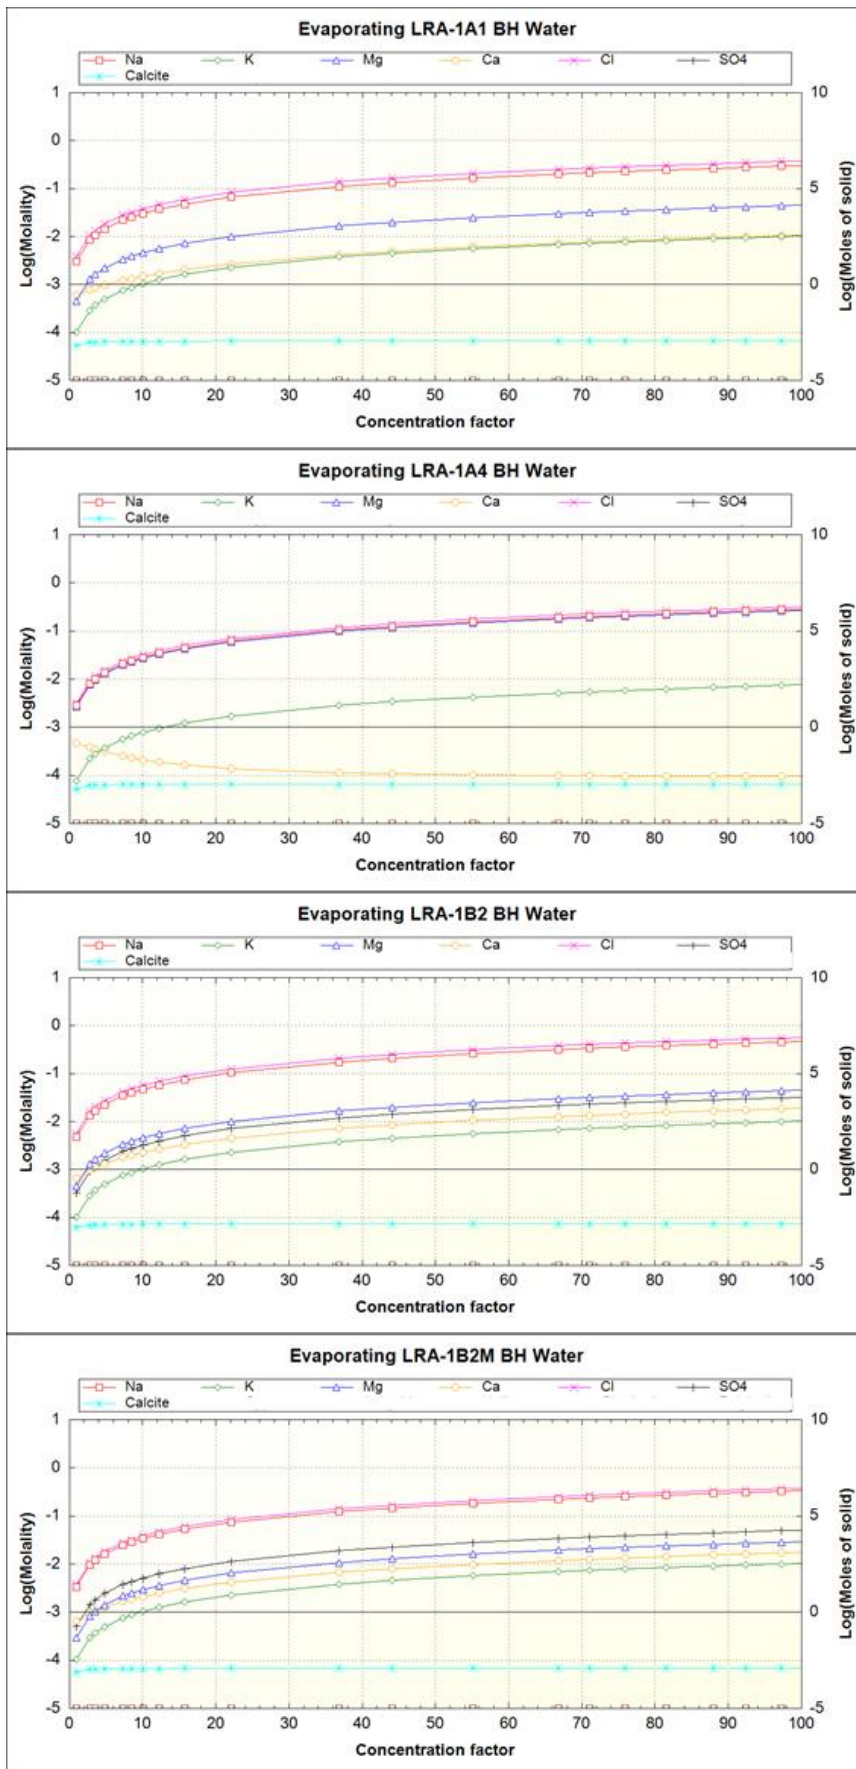 Evaporating LRA-1A1 BH Water
Na K Mg Ca Cl SO4
Calcite
1 10
0
-1 5
-2
-3 0
-4
-5 -5
Log(Molality)
Log(Moles of solid)
0 10 20 30 40 50 60 70 80 90 100
Concentration factor
Evaporating LRA-1A4 BH Water
Na K Mg Ca Cl SO4
Calcite
1 10
0
-1 5
-2
-3 0
-4
-5 -5
Log(Molality)
Log(Moles of solid)
0 10 20 30 40 50 60 70 80 90 100
Concentration factor
Evaporating LRA-1B2 BH Water
Na K Mg Ca Cl SO4
Calcite
1 10
0
-1 5
-2
-3 0
-4
-5 -5
Log(Molality)
Log(Moles of solid)
0 10 20 30 40 50 60 70 80 90 100
Concentration factor
Evaporating LRA-1B2M BH Water
Na K Mg Ca Cl SO4
Calcite
1 10
0
-1 5
-2
-3 0
-4
-5 -5
Log(Molality)
Log(Moles of solid)
0 10 20 30 40 50 60 70 80 90 100
Concentration factor